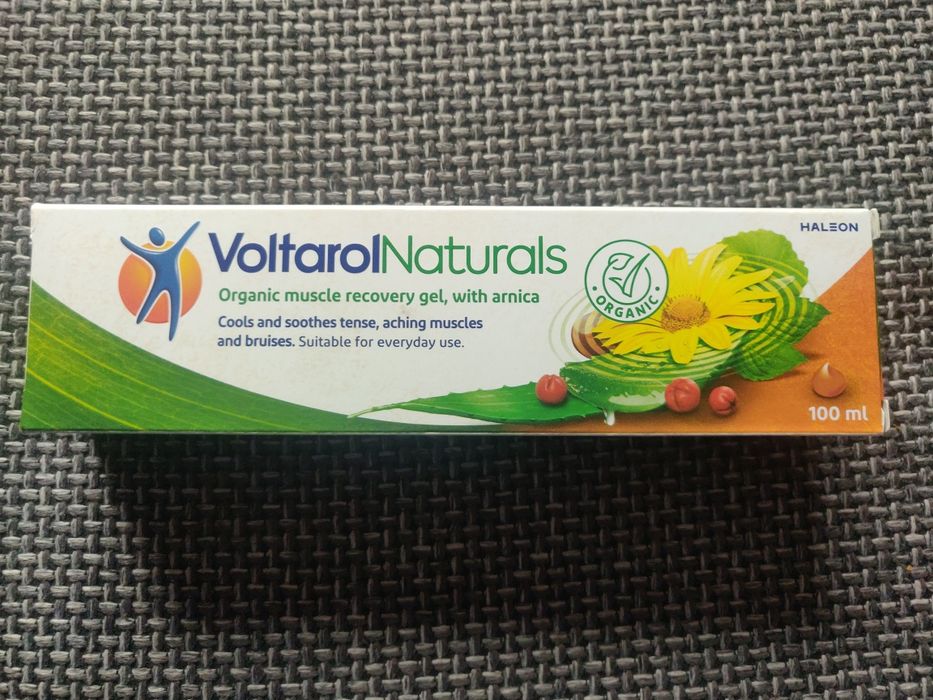 HALEON
VoltarolNaturals
Organic muscle recovery gel, with arnica
Cools and soothes tense, aching muscles
and bruises. Suitable for everyday use.
ORGANIC
100 ml